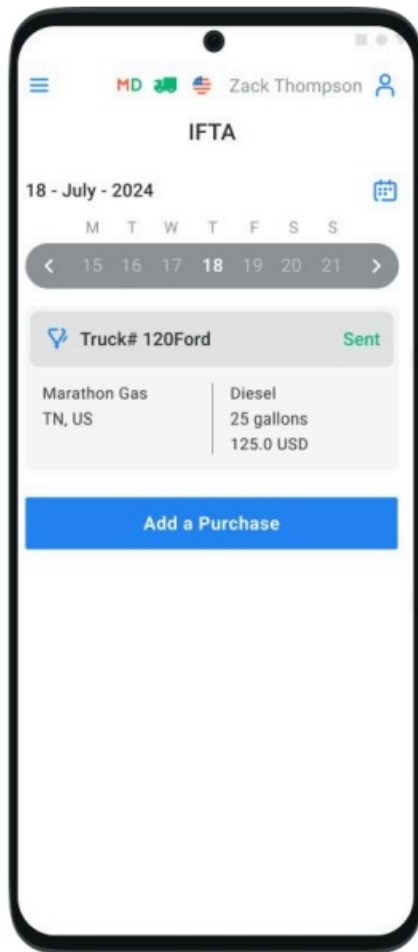 MD Zack Thompson
IFTA
18 - July - 2024
M T W T F S S
15 16 17 18 19 20 21
Truck# 120Ford Sent
Marathon Gas
TN, US
Diesel
25 gallons
125.0 USD
Add a Purchase